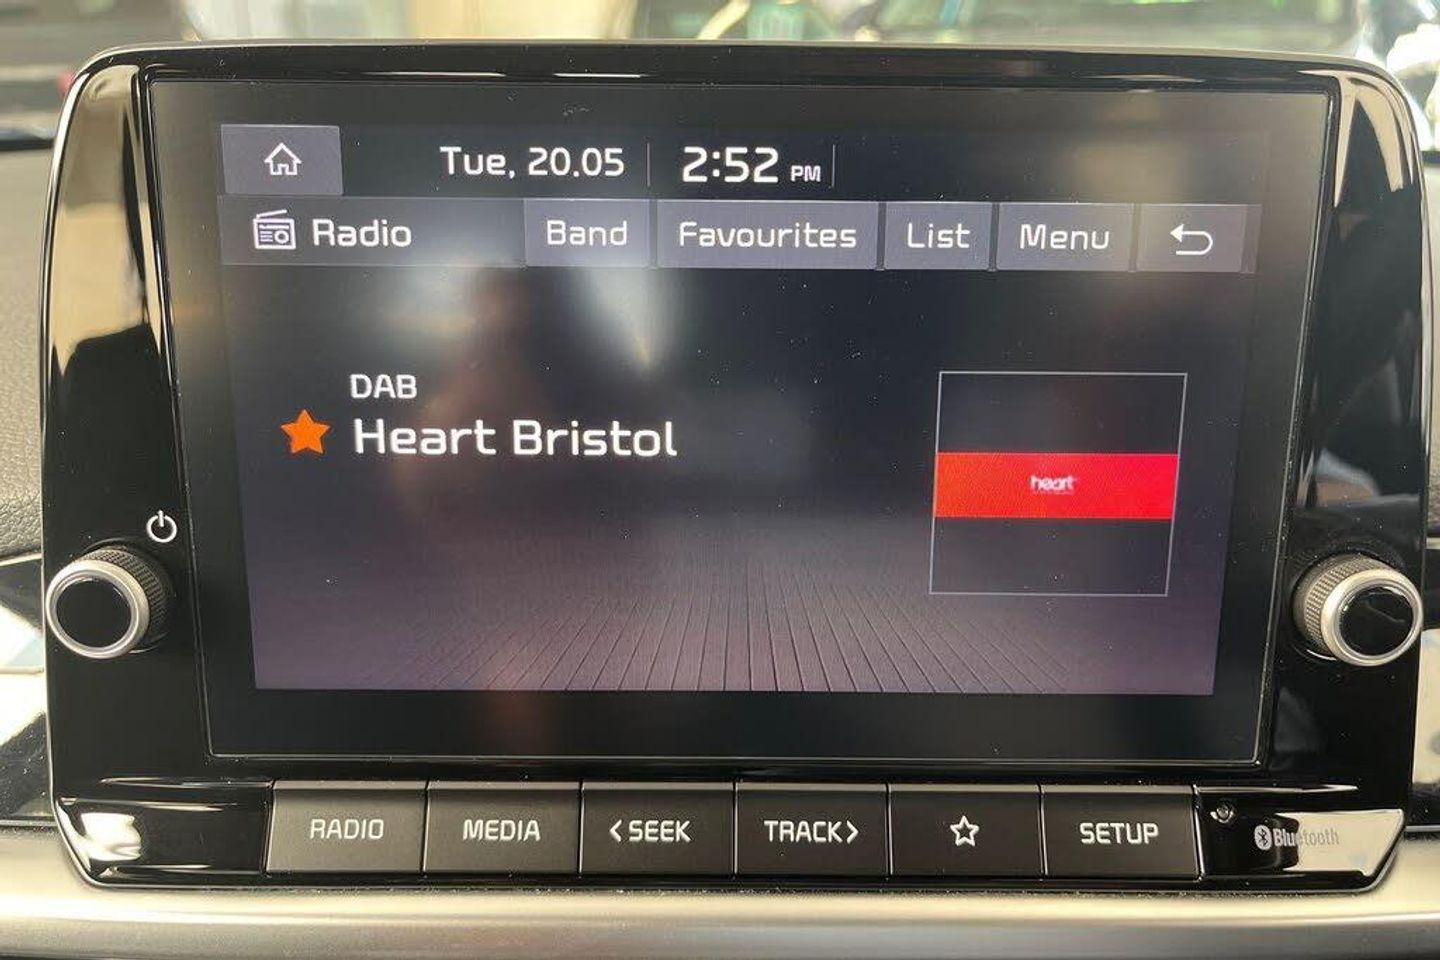 Tue, 20.05 2:52 PM
Radio Band Favourites List Menu
DAB
Heart Bristol
heart
RADIO MEDIA <SEEK TRACK> SETUP
Bluetooth